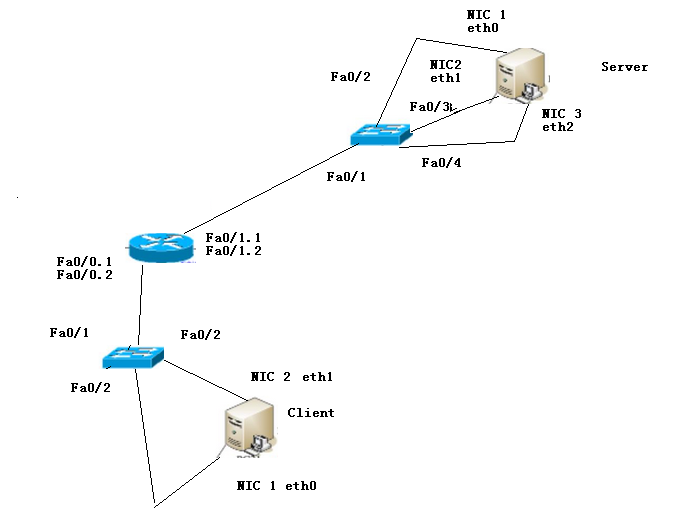 NIC 1
eth0
NIC2
eth1
Server
Fa0/2
Fa0/3
NIC 3
eth2
Fa0/4
Fa0/1
Fa0/1.1
Fa0/1.2
Fa0/0.1
Fa0/0.2
Fa0/1
Fa0/2
Fa0/2
NIC 2 eth1
Client
NIC 1 eth0